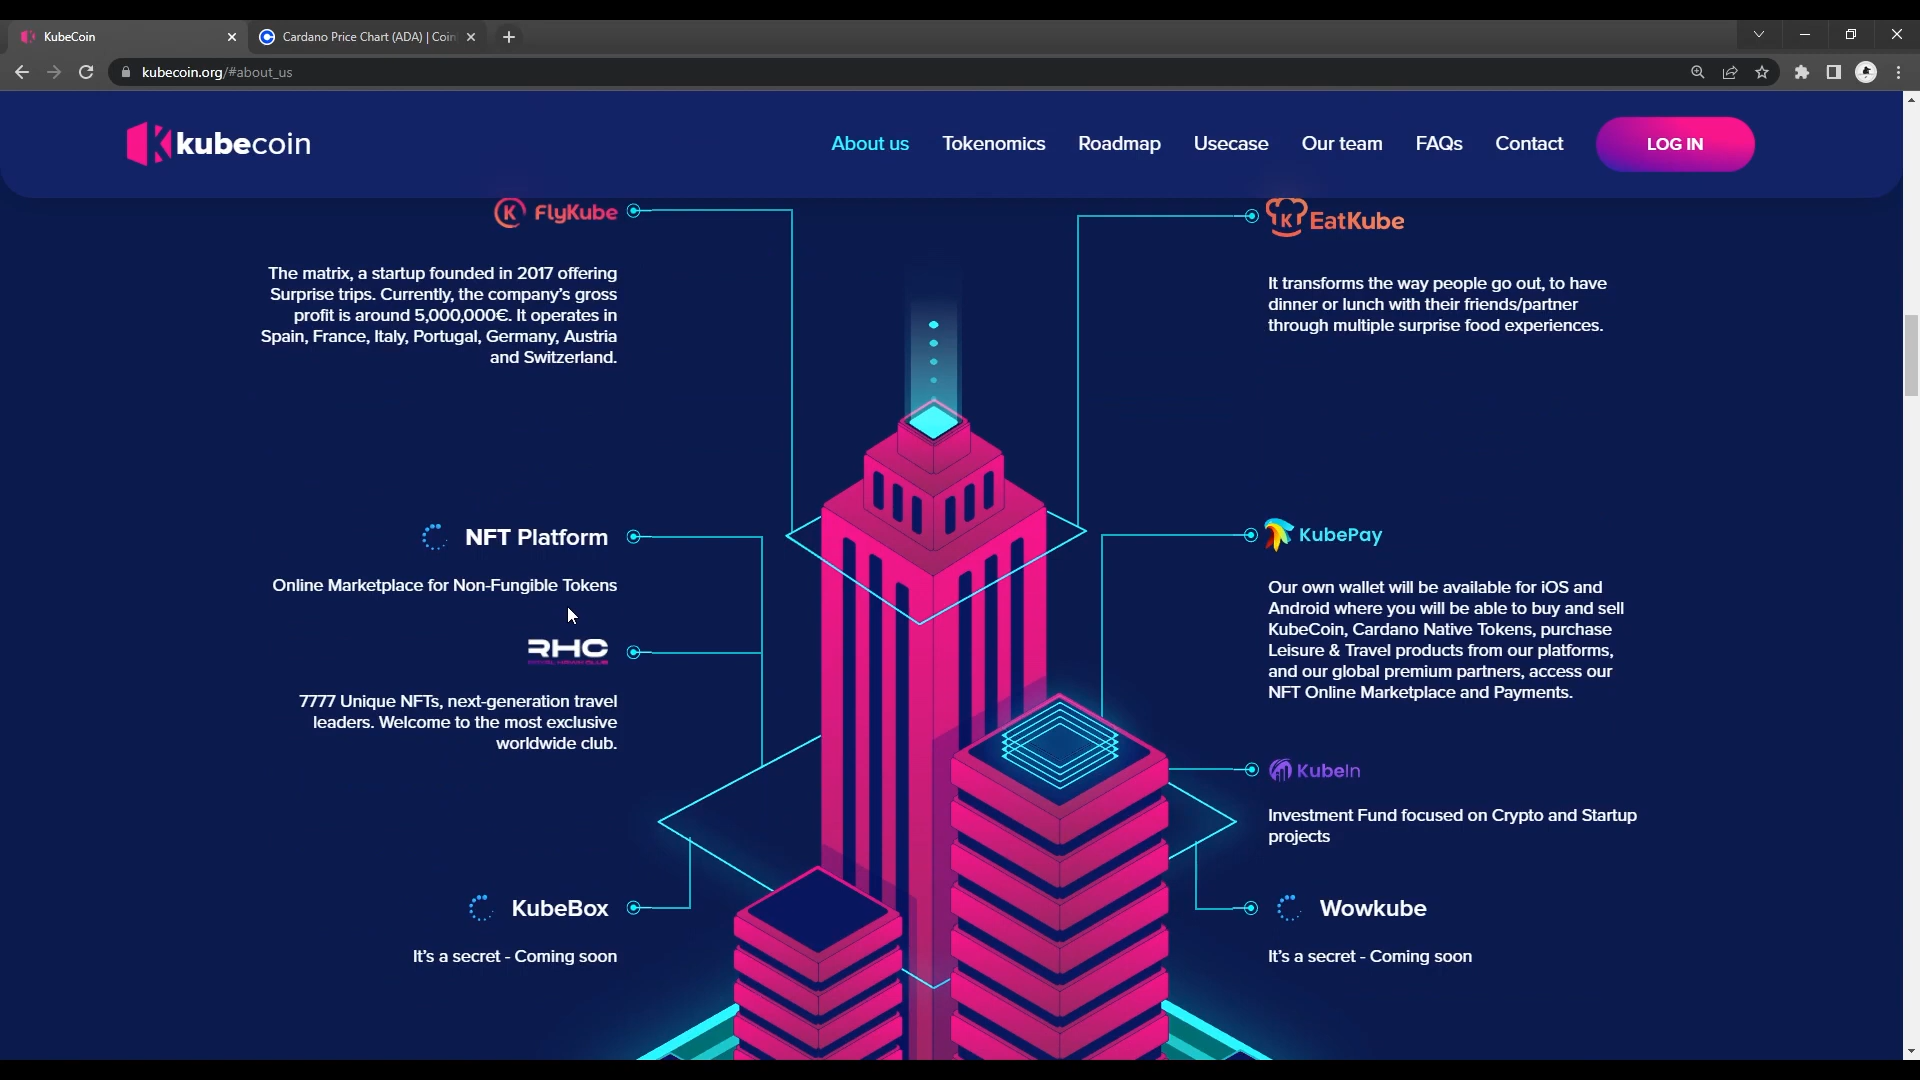 KubeCoin
Cardano Price Chart (ADA) | Coin
kubecoin.org/#about_us
kubecoin
About us
Tokenomics
Roadmap
Usecase
Our team
FAQs
Contact
LOG IN
K FlyKube
The matrix, a startup founded in 2017 offering
Surprise trips. Currently, the company's gross
profit is around 5,000,000€. It operates in
Spain, France, Italy, Portugal, Germany, Austria
and Switzerland.
K EatKube
It transforms the way people go out, to have
dinner or lunch with their friends/partner
through multiple surprise food experiences.
NFT Platform
Online Marketplace for Non-Fungible Tokens
RHC
7777 Unique NFTs, next-generation travel
leaders. Welcome to the most exclusive
worldwide club.
KubePay
Our own wallet will be available for iOS and
Android where you will be able to buy and sell
KubeCoin, Cardano Native Tokens, purchase
Leisure & Travel products from our platforms,
and our global premium partners, access our
NFT Online Marketplace and Payments.
KubeIn
Investment Fund focused on Crypto and Startup
projects
KubeBox
It's a secret - Coming soon
Wowkube
It's a secret - Coming soon